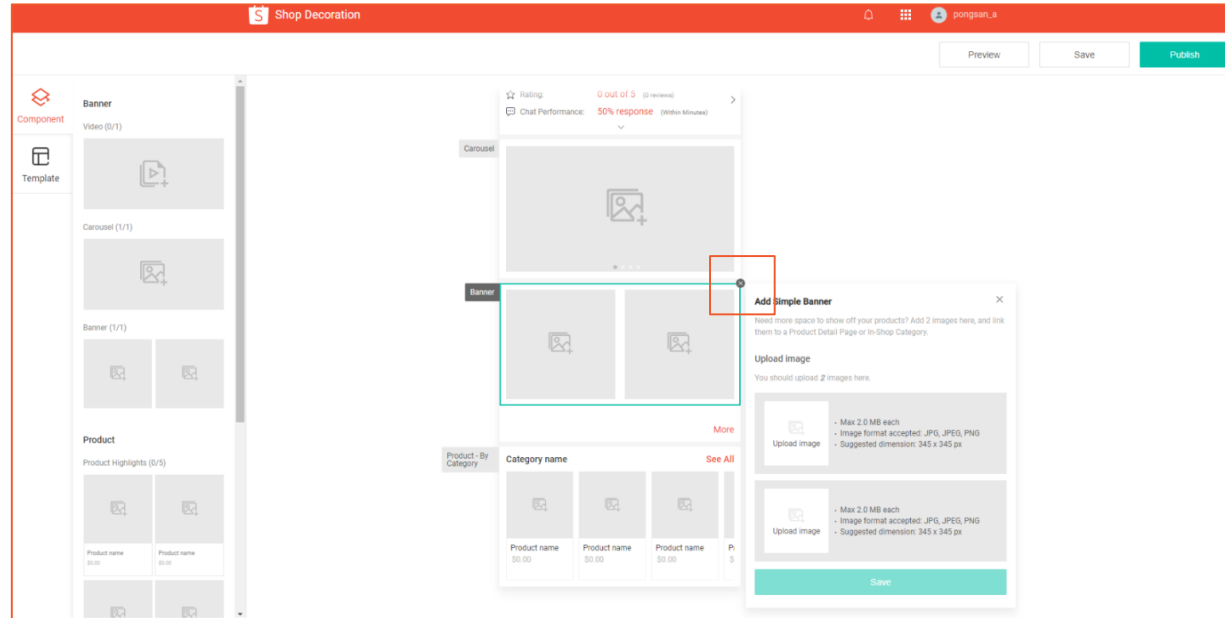 Shop Decoration
pongsan_a
Preview
Save
Publish
Component
Template
Banner
Video (0/1)
Carousel (1/1)
Banner (1/1)
Product
Product Highlights (0/5)
Product name
$0.00
Product name
$0.00
Rating:
0 out of 5
(0 reviews)
Chat Performance:
50% response
(Within Minutes)
Carousel
Banner
More
Product - By
Category
Category name
See All
Product name
$0.00
Product name
$0.00
Product name
$0.00
P
$
Add Simple Banner
Need more space to show off your products? Add 2 images here, and link
them to a Product Detail Page or In-Shop Category.
Upload image
You should upload 2 images here.
Upload image
- Max 2.0 MB each
- Image format accepted: JPG, JPEG, PNG
- Suggested dimension: 345 x 345 px
Upload image
- Max 2.0 MB each
- Image format accepted: JPG, JPEG, PNG
- Suggested dimension: 345 x 345 px
Save